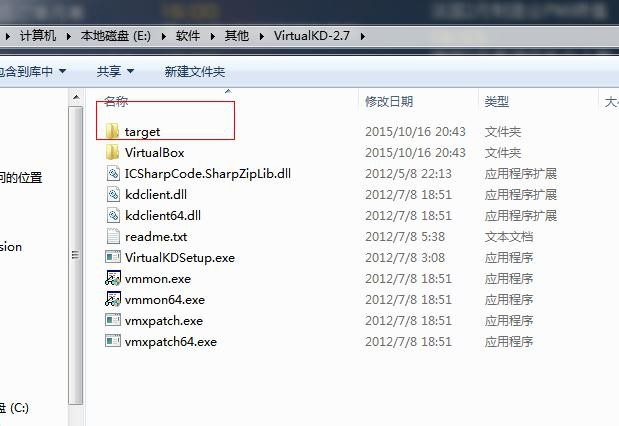 计算机 本地磁盘 (E:) 软件 其他 VirtualKD-2.7
包含到库中 共享 新建文件夹
名称 修改日期 类型 大
target 2015/10/16 20:43 文件夹
VirtualBox 2015/10/16 20:43 文件夹
问的位置 ICSharpCode.SharpZipLib.dll 2012/5/8 22:13 应用程序扩展
kdclient.dll 2012/7/8 18:51 应用程序扩展
kdclient64.dll 2012/7/8 18:51 应用程序扩展
readme.txt 2012/7/8 5:38 文本文档
sion VirtualKDSetup.exe 2012/7/8 3:08 应用程序
vmmon.exe 2012/7/8 18:51 应用程序
vmmon64.exe 2012/7/8 18:51 应用程序
vmxpatch.exe 2012/7/8 18:51 应用程序
vmxpatch64.exe 2012/7/8 18:51 应用程序
盘 (C:)